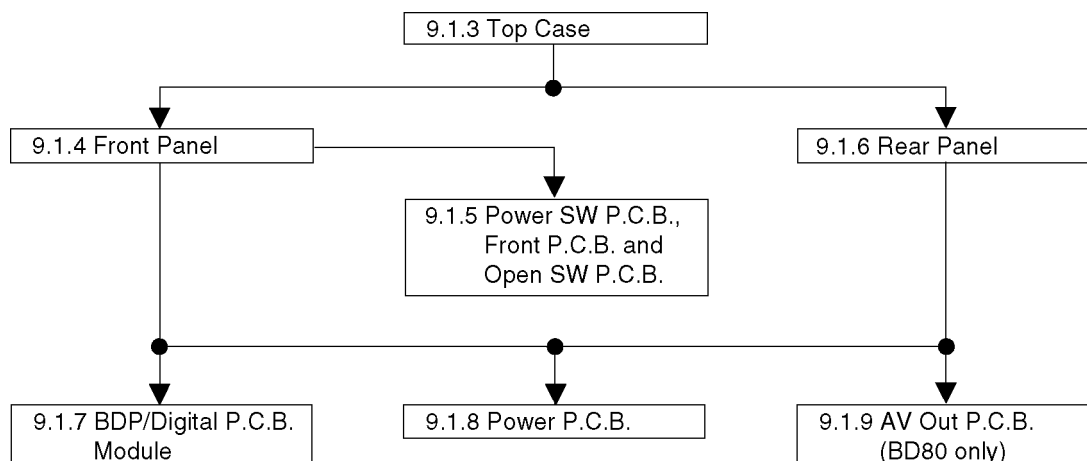 9.1.3 Top Case
9.1.4 Front Panel
9.1.6 Rear Panel
9.1.5 Power SW P.C.B.,
Front P.C.B. and
Open SW P.C.B.
9.1.7 BDP/Digital P.C.B.
Module
9.1.8 Power P.C.B.
9.1.9 AV Out P.C.B.
(BD80 only)